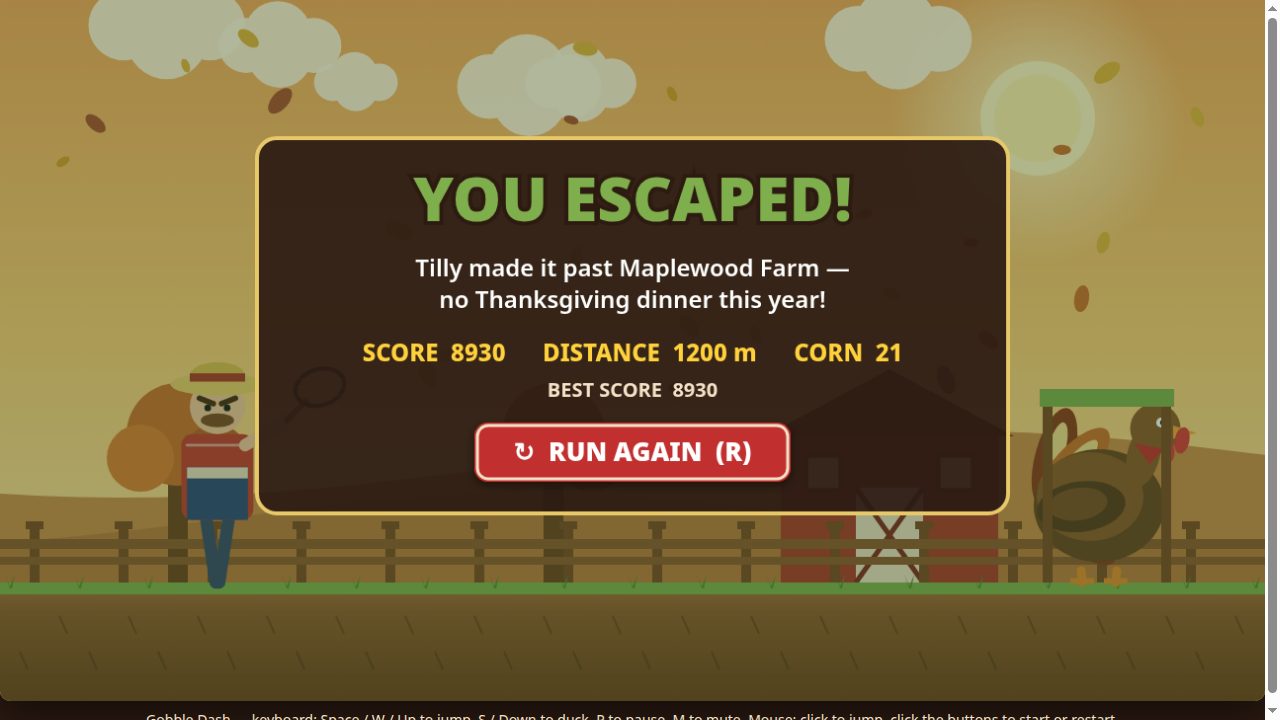 YOU ESCAPED!
Tilly made it past Maplewood Farm —
no Thanksgiving dinner this year!
SCORE 8930 DISTANCE 1200 m CORN 21
BEST SCORE 8930
↻ RUN AGAIN (R)
Gobble Dash — keyboard: Space / W / Up to jump, S / Down to duck, P to pause, M to mute. Mouse: click to jump, click the buttons to start or restart.